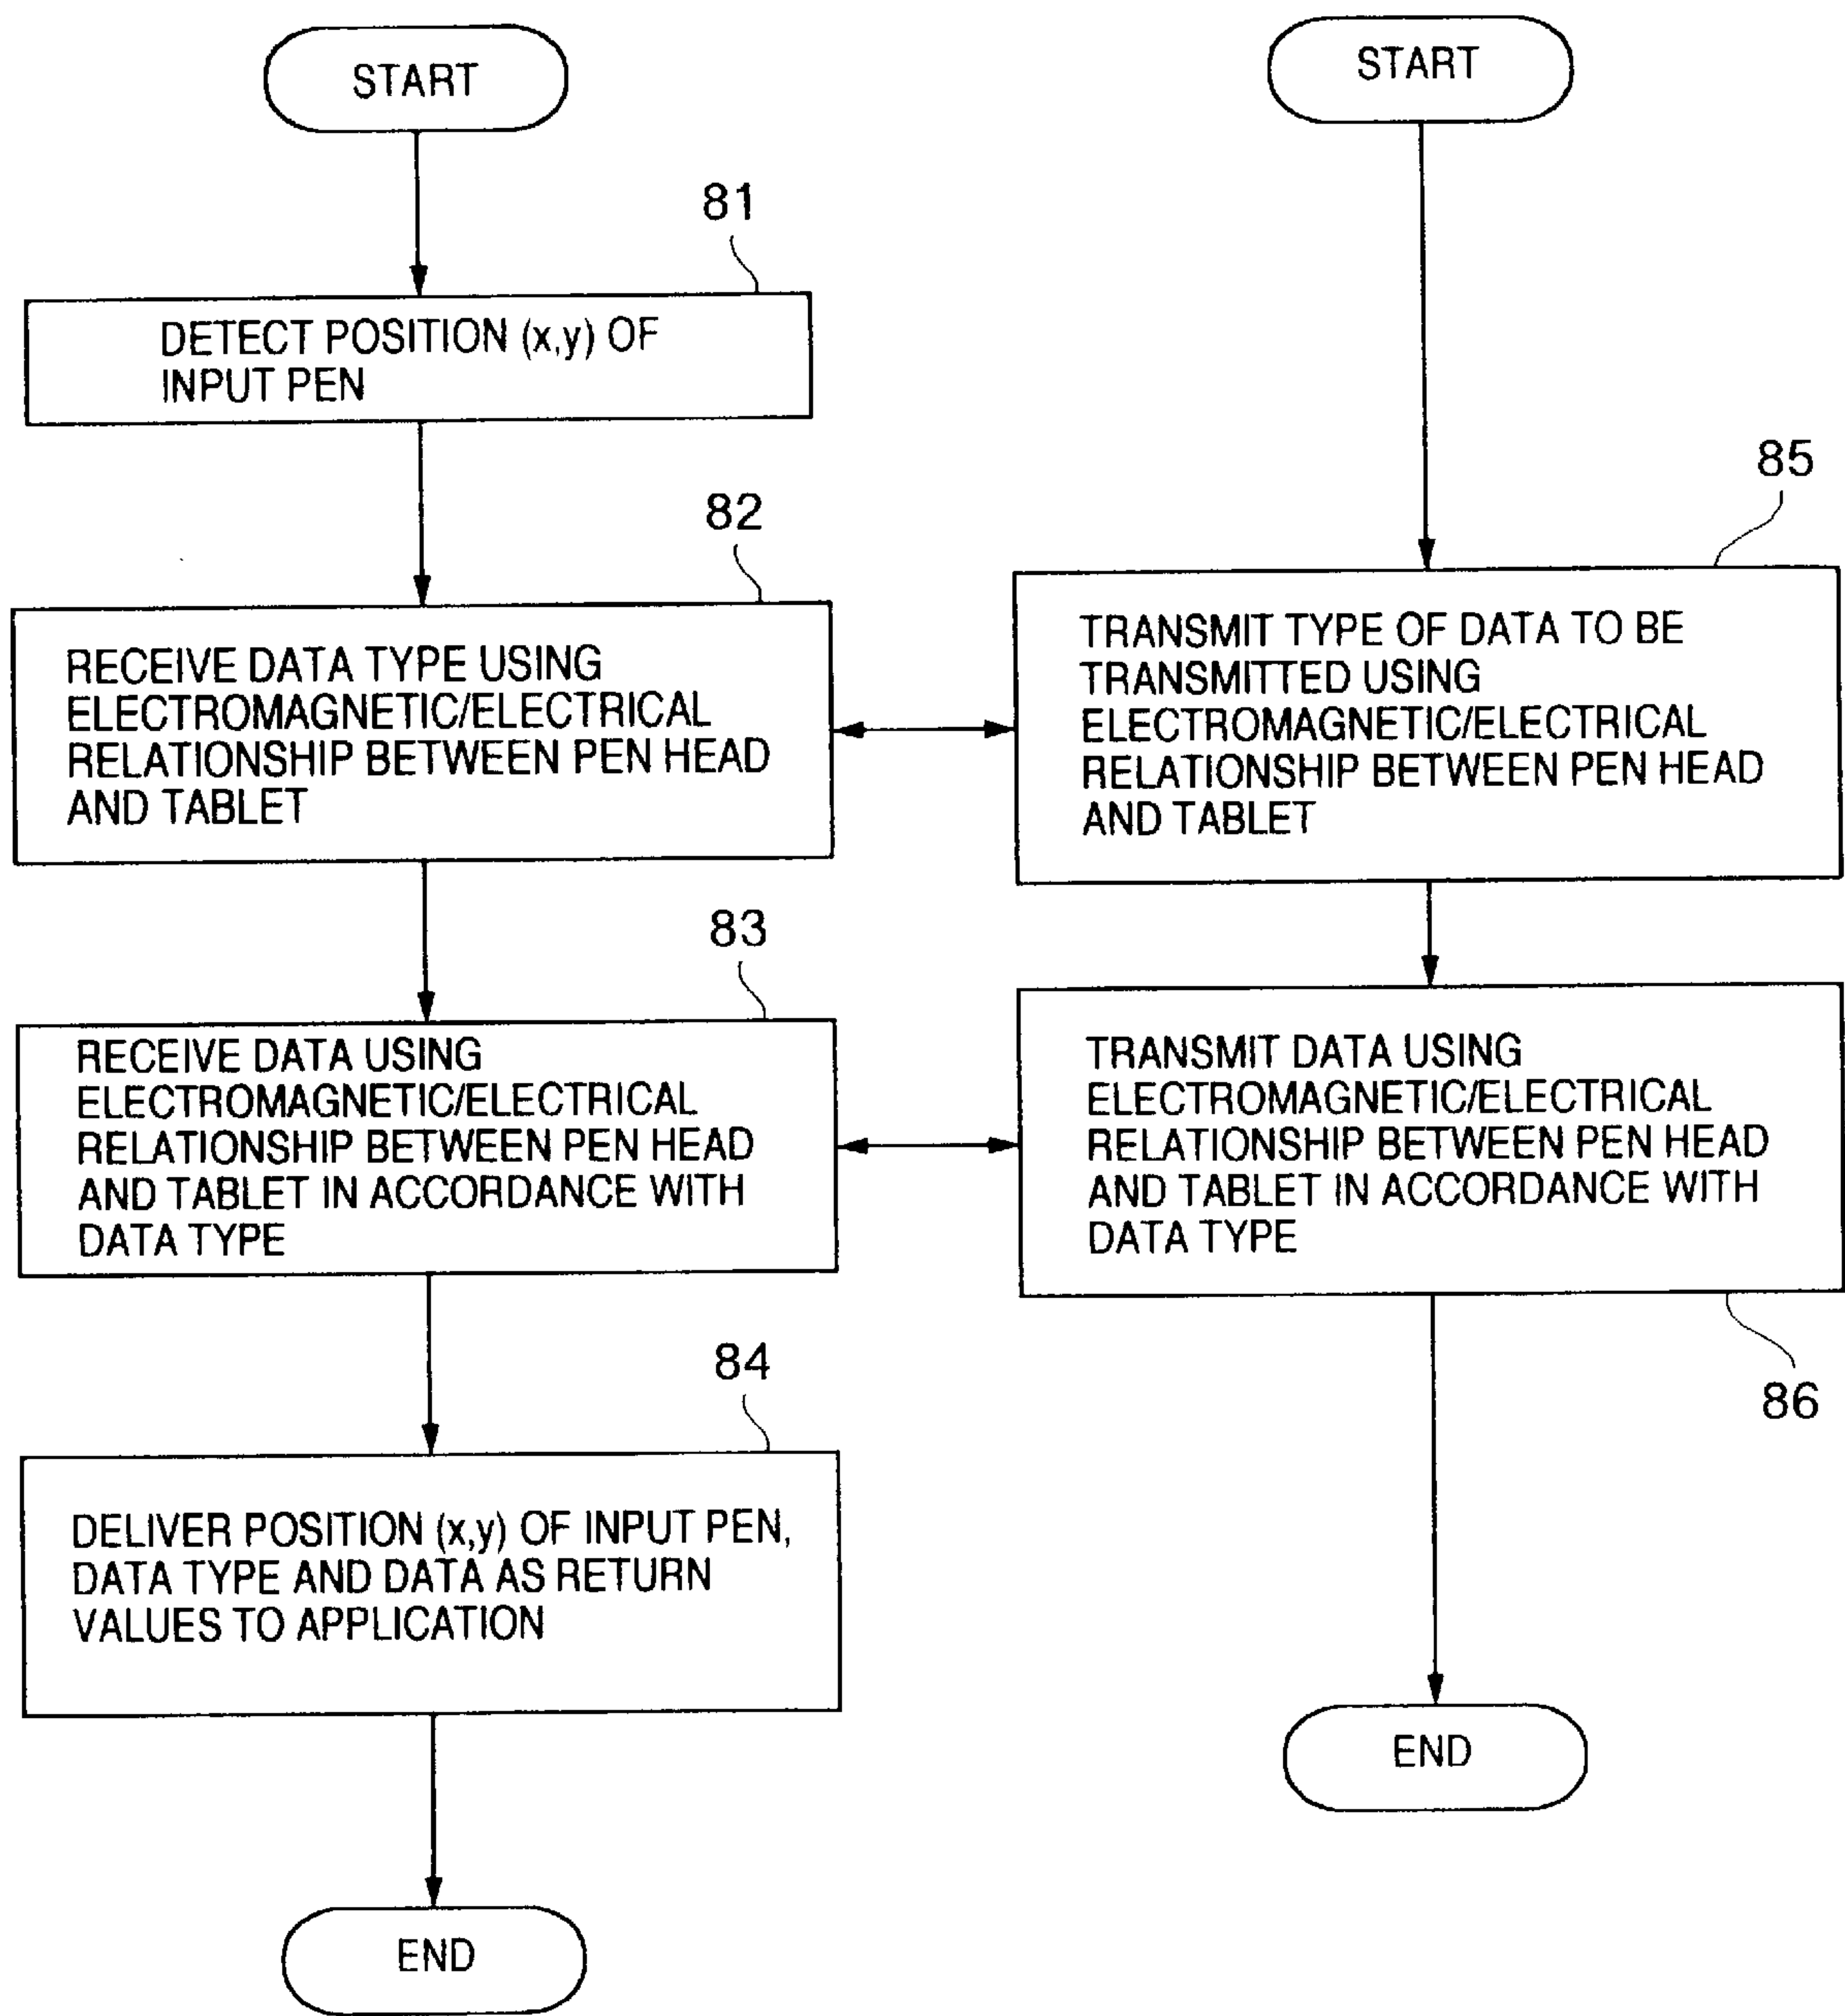 START
81
DETECT POSITION (x,y) OF
INPUT PEN
82
RECEIVE DATA TYPE USING
ELECTROMAGNETIC/ELECTRICAL
RELATIONSHIP BETWEEN PEN HEAD
AND TABLET
83
RECEIVE DATA USING
ELECTROMAGNETIC/ELECTRICAL
RELATIONSHIP BETWEEN PEN HEAD
AND TABLET IN ACCORDANCE WITH
DATA TYPE
84
DELIVER POSITION (x,y) OF INPUT PEN,
DATA TYPE AND DATA AS RETURN
VALUES TO APPLICATION
END
START
85
TRANSMIT TYPE OF DATA TO BE
TRANSMITTED USING
ELECTROMAGNETIC/ELECTRICAL
RELATIONSHIP BETWEEN PEN HEAD
AND TABLET
TRANSMIT DATA USING
ELECTROMAGNETIC/ELECTRICAL
RELATIONSHIP BETWEEN PEN HEAD
AND TABLET IN ACCORDANCE WITH
DATA TYPE
86
END